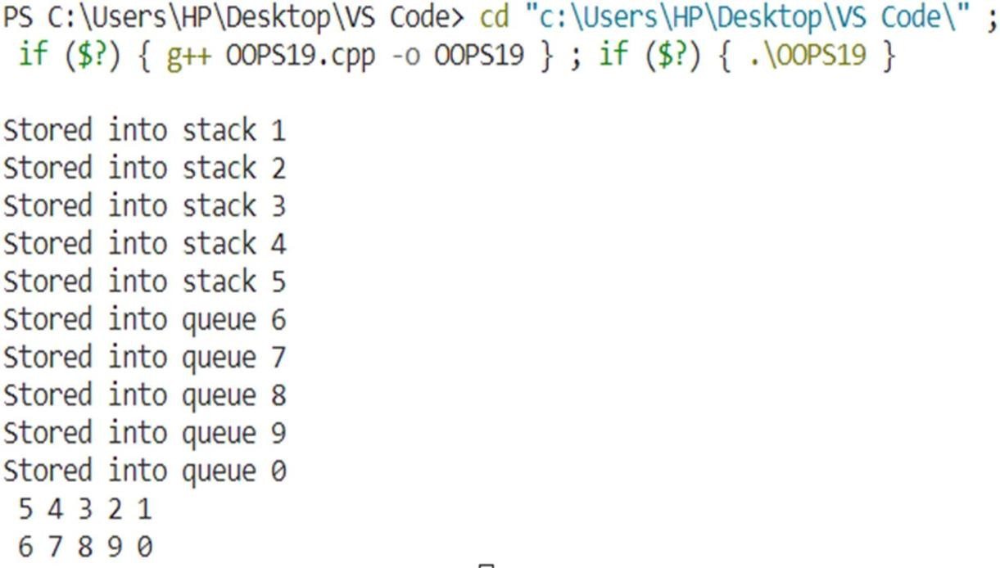 PS C:\Users\HP\Desktop\VS Code> cd "c:\Users\HP\Desktop\VS Code\" ;
if ($?) { g++ OOPS19.cpp -o OOPS19 } ; if ($?) { .\OOPS19 }
Stored into stack 1
Stored into stack 2
Stored into stack 3
Stored into stack 4
Stored into stack 5
Stored into queue 6
Stored into queue 7
Stored into queue 8
Stored into queue 9
Stored into queue 0
5 4 3 2 1
6 7 8 9 0